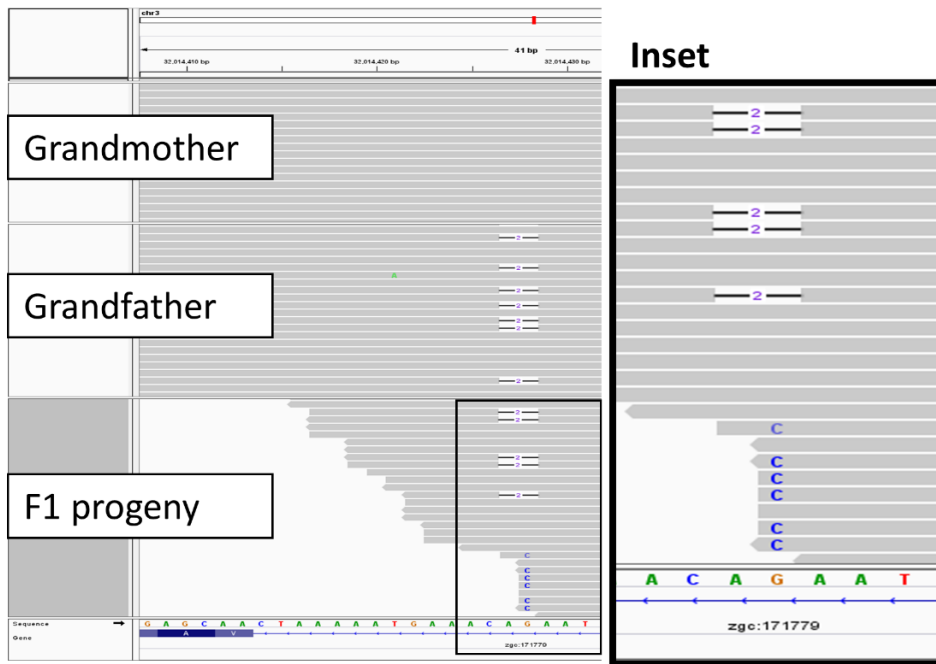 chr3
41 bp
32,014,410 bp 32,014,420 bp 32,014,430 bp
Inset
Grandmother
Grandfather
F1 progeny
2
2
A
2
2
2
2
2
2
2
2
2
2
C
C
C
C
C
C
Sequence
G A G C A A C T A A A A A T G A A A C A G A A T
Gene
A V
zgc:171779
2
2
2
2
2
C
C
C
C
C
C
A C A G A A T
zgc:171779